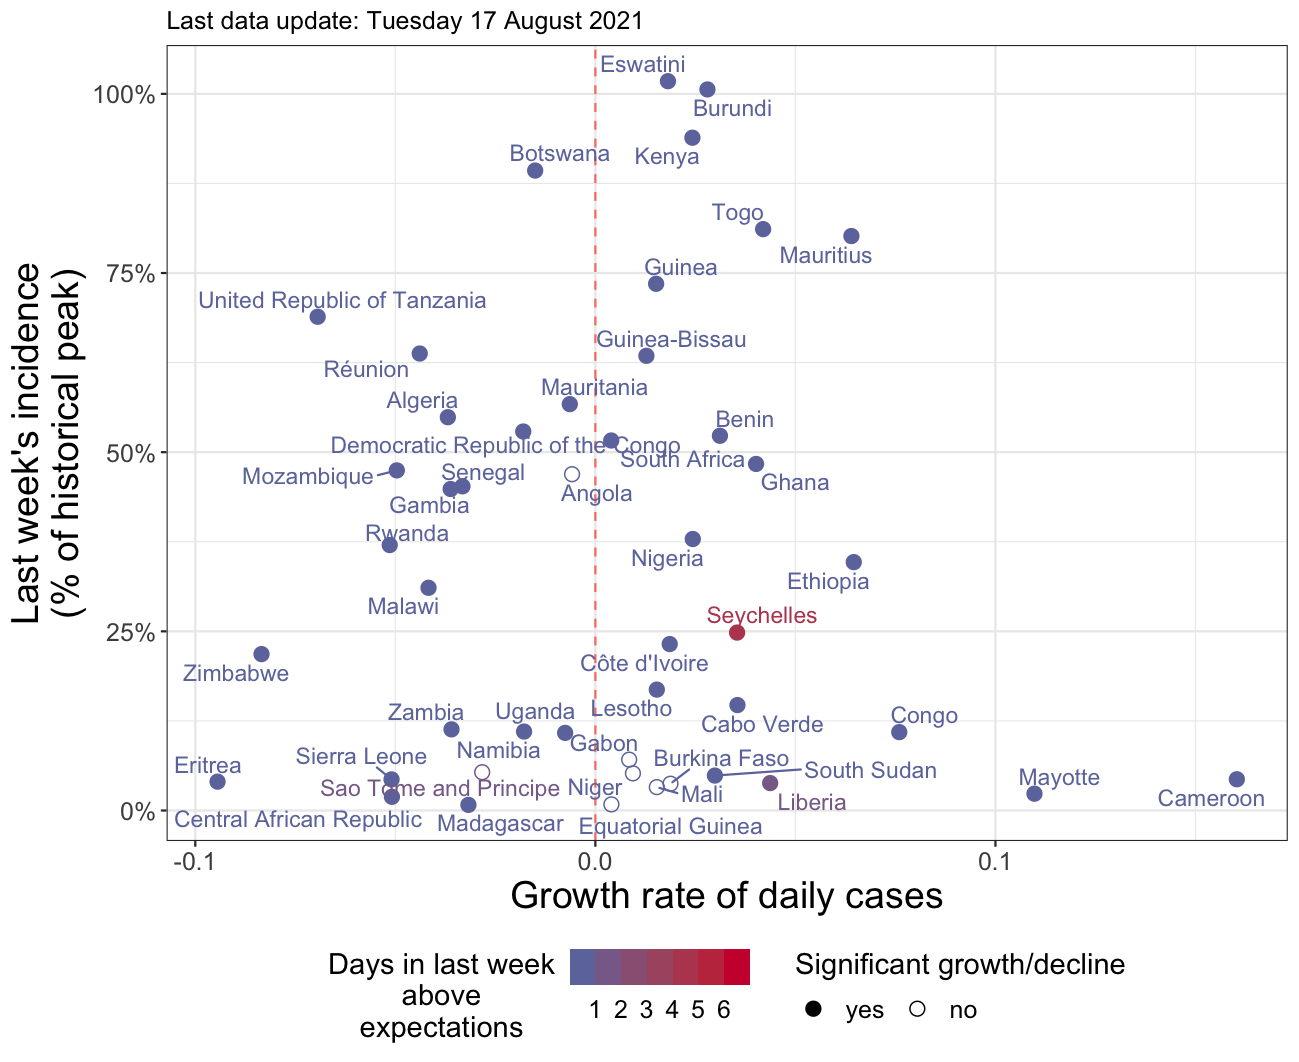 Last data update: Tuesday 17 August 2021
Last week's incidence
(% of historical peak)
100%
75%
50%
25%
0%
Eswatini
Burundi
Kenya
Botswana
Togo
Mauritius
Guinea
United Republic of Tanzania
Guinea-Bissau
Réunion
Mauritania
Algeria
Benin
Democratic Republic of the Congo
South Africa
Mozambique
Senegal
Ghana
Angola
Gambia
Rwanda
Nigeria
Ethiopia
Malawi
Seychelles
Côte d'Ivoire
Zimbabwe
Lesotho
Zambia
Uganda
Cabo Verde
Congo
Namibia
Gabon
Sierra Leone
Burkina Faso
Eritrea
South Sudan
Mayotte
Sao Tome and Principe
Niger
Mali
Liberia
Cameroon
Central African Republic
Madagascar
Equatorial Guinea
-0.1
0.0
0.1
Growth rate of daily cases
Days in last week
above
expectations
1 2 3 4 5 6
Significant growth/decline
yes
no